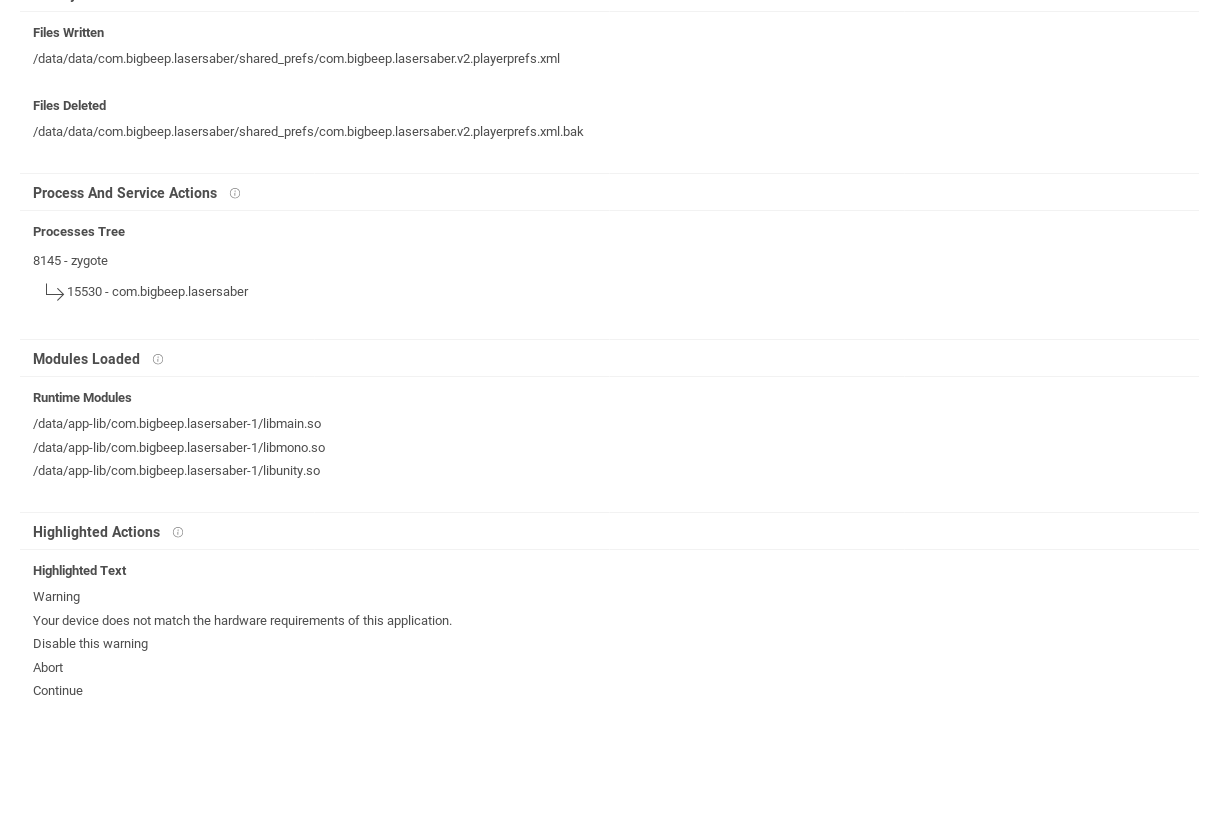 Files Written
/data/data/com.bigbeep.lasersaber/shared_prefs/com.bigbeep.lasersaber.v2.playerprefs.xml
Files Deleted
/data/data/com.bigbeep.lasersaber/shared_prefs/com.bigbeep.lasersaber.v2.playerprefs.xml.bak
Process And Service Actions
Processes Tree
8145 - zygote
15530 - com.bigbeep.lasersaber
Modules Loaded
Runtime Modules
/data/app-lib/com.bigbeep.lasersaber-1/libmain.so
/data/app-lib/com.bigbeep.lasersaber-1/libmono.so
/data/app-lib/com.bigbeep.lasersaber-1/libunity.so
Highlighted Actions
Highlighted Text
Warning
Your device does not match the hardware requirements of this application.
Disable this warning
Abort
Continue